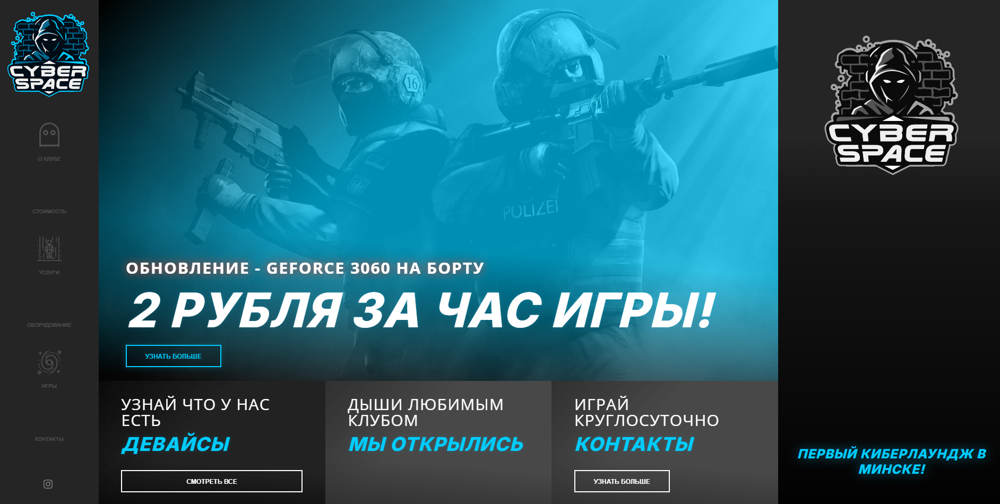 CYBER
SPACE
О КЛУБЕ
СТОИМОСТЬ
УСЛУГИ
ОБОРУДОВАНИЕ
ИГРЫ
КОНТАКТЫ
16
POLIZEI
ОБНОВЛЕНИЕ - GEFORCE 3060 НА БОРТУ
2 РУБЛЯ ЗА ЧАС ИГРЫ!
УЗНАТЬ БОЛЬШЕ
УЗНАЙ ЧТО У НАС
ЕСТЬ
ДЕВАЙСЫ
СМОТРЕТЬ ВСЕ
ДЫШИ ЛЮБИМЫМ
КЛУБОМ
МЫ ОТКРЫЛИСЬ
ИГРАЙ
КРУГЛОСУТОЧНО
КОНТАКТЫ
УЗНАТЬ БОЛЬШЕ
CYBER
SPACE
ПЕРВЫЙ КИБЕРЛАУНДЖ В
МИНСКЕ!